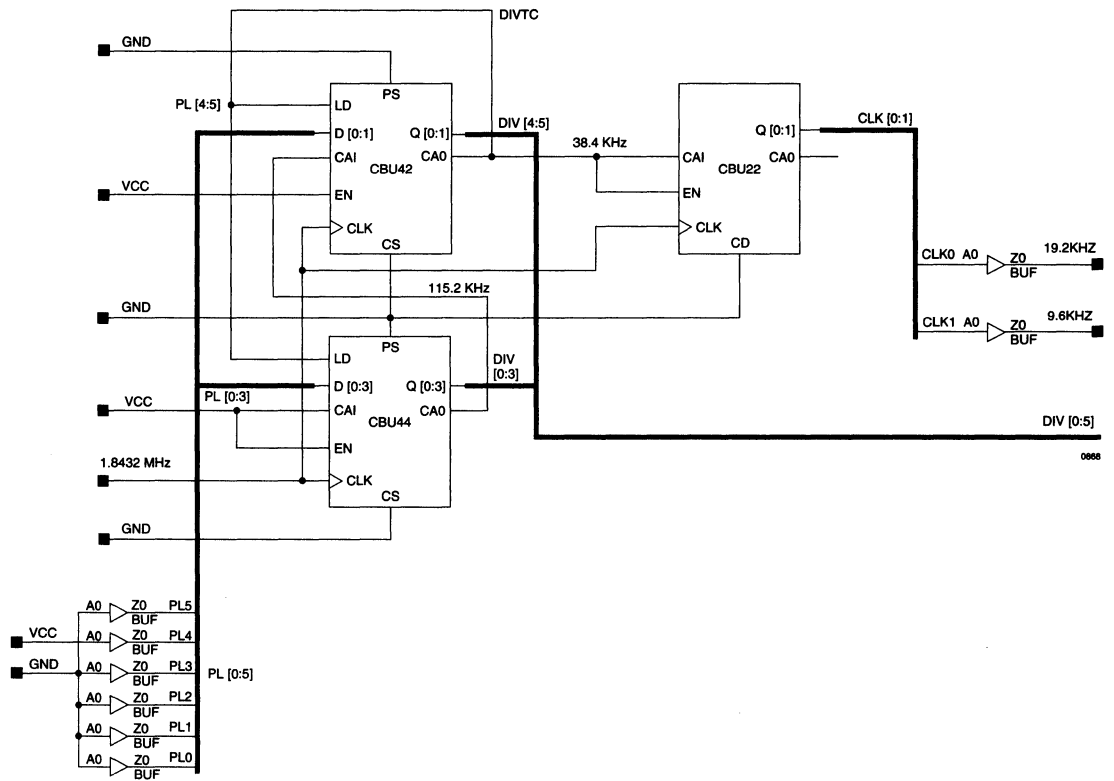 DIVTC
GND
PS
PL [4:5]
LD
D [0:1]
Q [0:1]
DIV [4:5]
CAI
CA0
CBU42
VCC
EN
CLK
CS
38.4 KHz
Q [0:1]
CLK [0:1]
CAI
CA0
CBU22
EN
CLK
CD
CLK0 A0
Z0
BUF
19.2KHZ
115.2 KHz
GND
CLK1 A0
Z0
BUF
9.6KHZ
PS
LD
DIV
[0:3]
D [0:3]
Q [0:3]
PL [0:3]
VCC
CAI
CA0
CBU44
EN
DIV [0:5]
0868
1.8432 MHz
CLK
CS
GND
A0
Z0
PL5
BUF
VCC
A0
Z0
PL4
BUF
GND
A0
Z0
PL3
BUF
PL [0:5]
A0
Z0
PL2
BUF
A0
Z0
PL1
BUF
A0
Z0
PL0
BUF